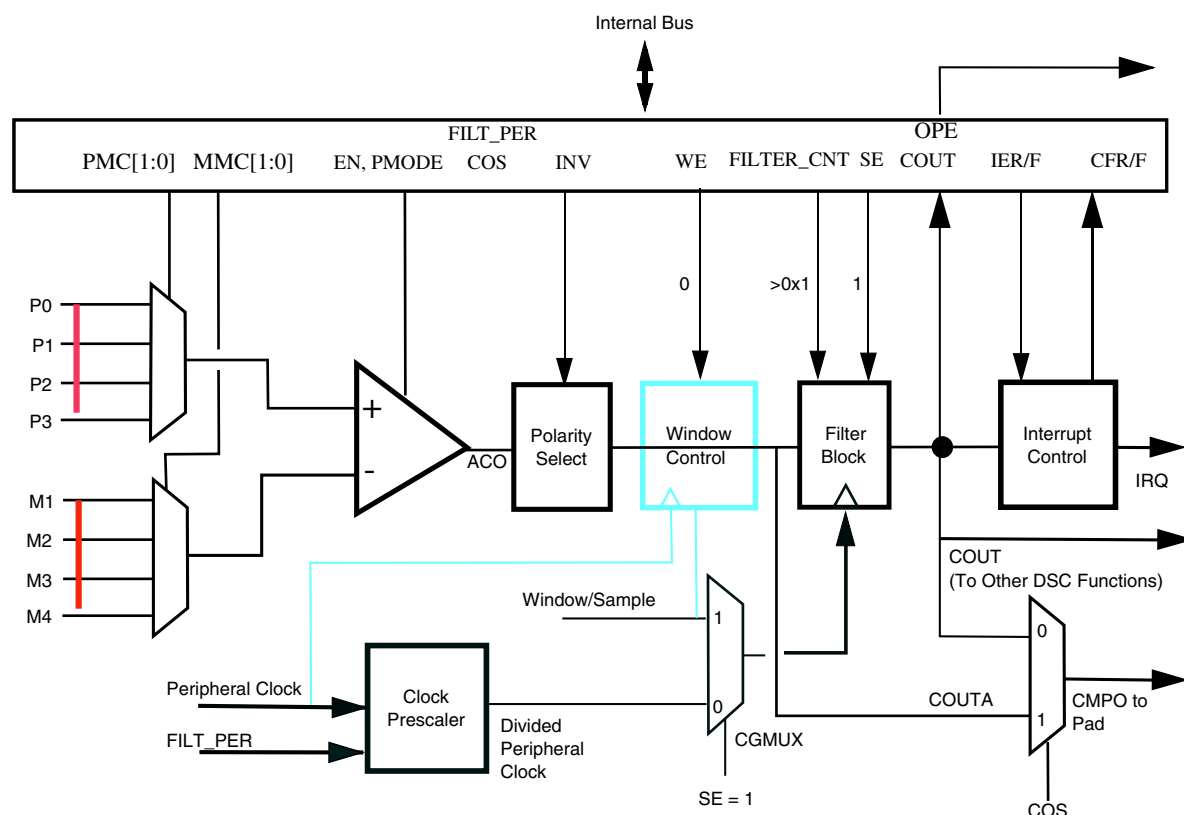 Internal Bus
FILT_PER
OPE
PMC[1:0]
MMC[1:0]
EN, PMODE
COS
INV
WE
FILTER_CNT
SE
COUT
IER/F
CFR/F
0
>0x1
1
P0
P1
P2
P3
+
-
ACO
Polarity
Select
Window
Control
Filter
Block
Interrupt
Control
IRQ
M1
M2
M3
M4
COUT
(To Other DSC Functions)
Window/Sample
1
0
0
1
Peripheral Clock
FILT_PER
Clock
Prescaler
Divided
Peripheral
Clock
CGMUX
SE = 1
COUTA
CMPO to
Pad
COS